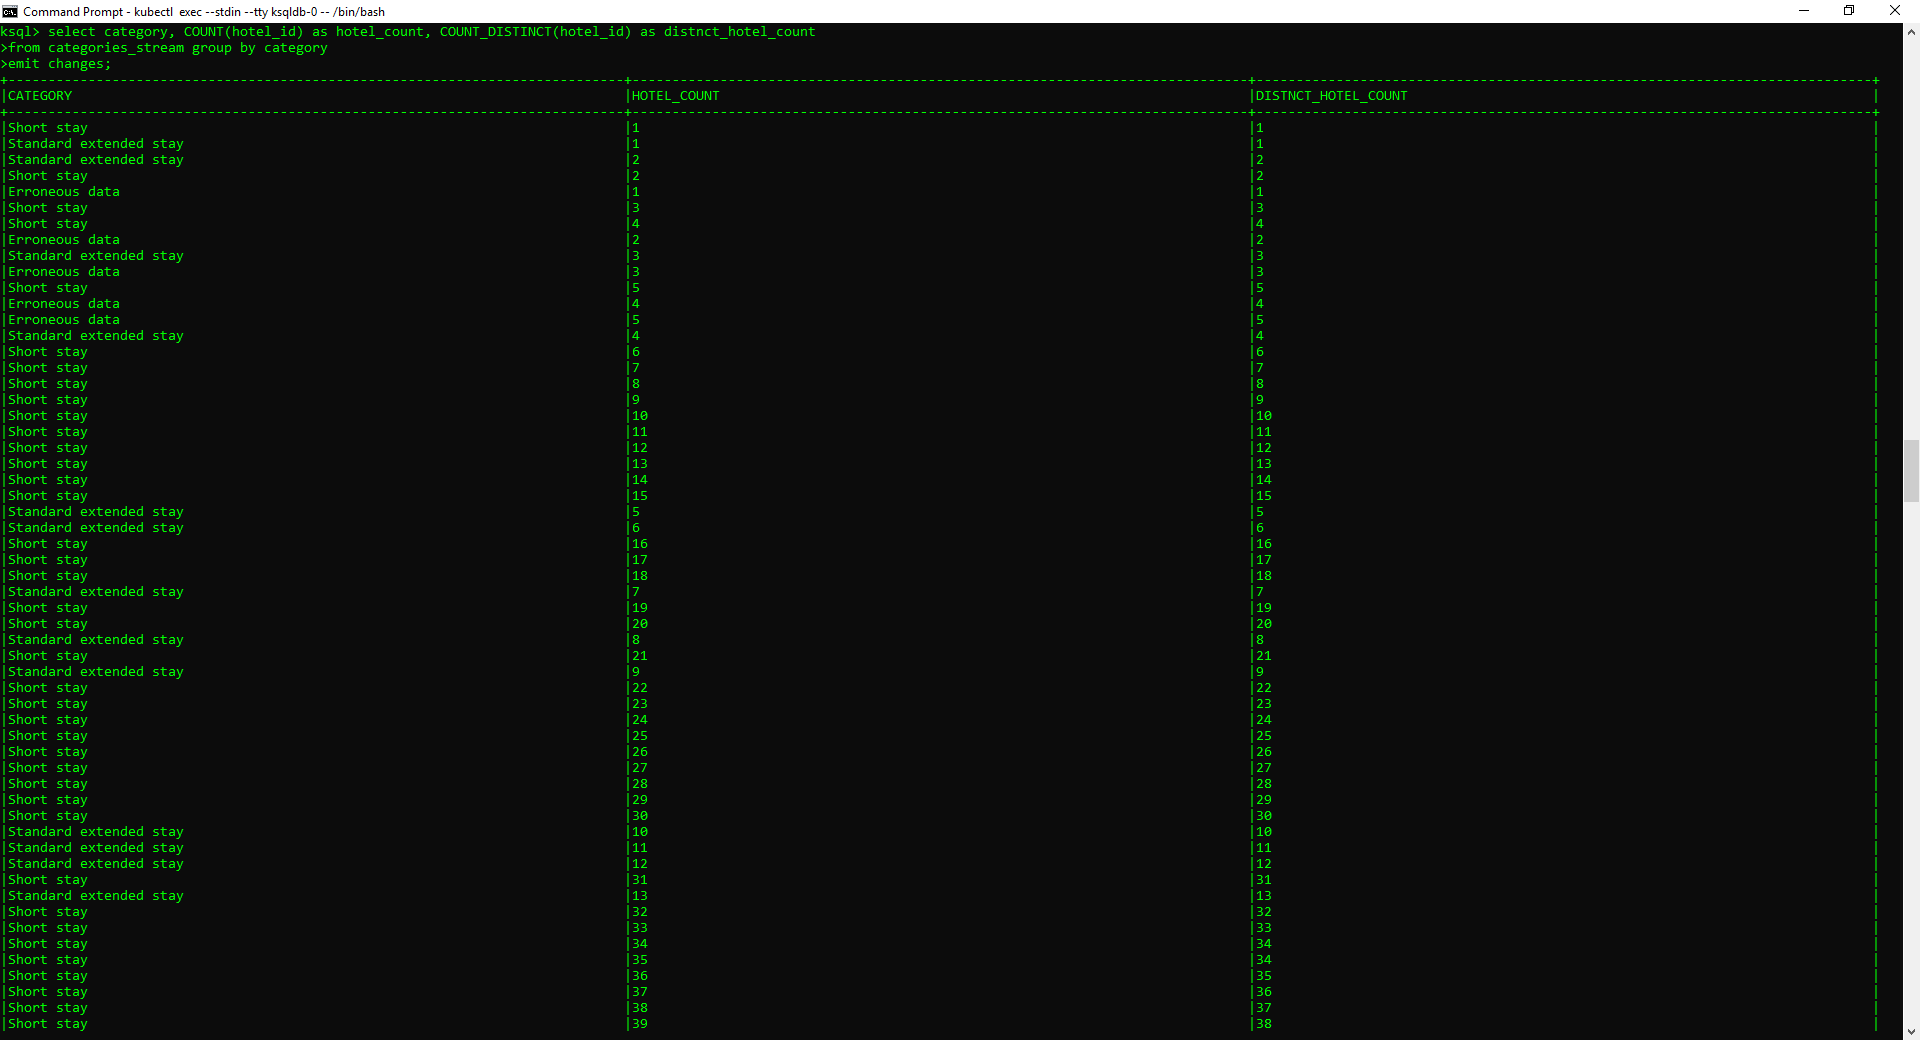 Command Prompt - kubectl  exec --stdin --tty ksqldb-0 -- /bin/bash
ksql> select category, COUNT(hotel_id) as hotel_count, COUNT_DISTINCT(hotel_id) as distnct_hotel_count
>from categories_stream group by category
>emit changes;
|CATEGORY |HOTEL_COUNT |DISTNCT_HOTEL_COUNT |
|Short stay |1 |1 |
|Standard extended stay |1 |1 |
|Standard extended stay |2 |2 |
|Short stay |2 |2 |
|Erroneous data |1 |1 |
|Short stay |3 |3 |
|Short stay |4 |4 |
|Erroneous data |2 |2 |
|Standard extended stay |3 |3 |
|Erroneous data |3 |3 |
|Short stay |5 |5 |
|Erroneous data |4 |4 |
|Erroneous data |5 |5 |
|Standard extended stay |4 |4 |
|Short stay |6 |6 |
|Short stay |7 |7 |
|Short stay |8 |8 |
|Short stay |9 |9 |
|Short stay |10 |10 |
|Short stay |11 |11 |
|Short stay |12 |12 |
|Short stay |13 |13 |
|Short stay |14 |14 |
|Short stay |15 |15 |
|Standard extended stay |5 |5 |
|Standard extended stay |6 |6 |
|Short stay |16 |16 |
|Short stay |17 |17 |
|Short stay |18 |18 |
|Standard extended stay |7 |7 |
|Short stay |19 |19 |
|Short stay |20 |20 |
|Standard extended stay |8 |8 |
|Short stay |21 |21 |
|Standard extended stay |9 |9 |
|Short stay |22 |22 |
|Short stay |23 |23 |
|Short stay |24 |24 |
|Short stay |25 |25 |
|Short stay |26 |26 |
|Short stay |27 |27 |
|Short stay |28 |28 |
|Short stay |29 |29 |
|Short stay |30 |30 |
|Standard extended stay |10 |10 |
|Standard extended stay |11 |11 |
|Standard extended stay |12 |12 |
|Short stay |31 |31 |
|Standard extended stay |13 |13 |
|Short stay |32 |32 |
|Short stay |33 |33 |
|Short stay |34 |34 |
|Short stay |35 |34 |
|Short stay |36 |35 |
|Short stay |37 |36 |
|Short stay |38 |37 |
|Short stay |39 |38 |